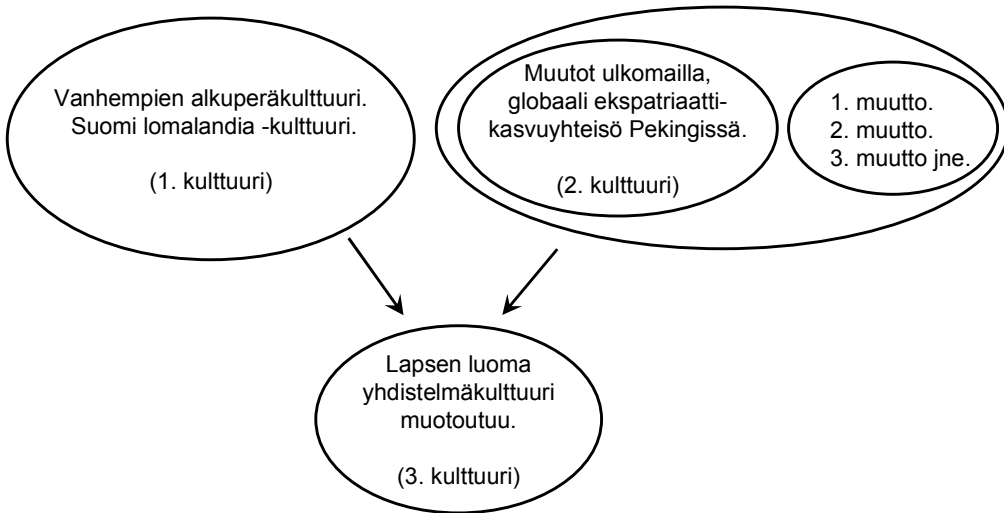 Vanhempien alkuperäkulttuuri.
Suomi lomalandia -kulttuuri.
(1. kulttuuri)
Muutot ulkomailla,
globaali ekspatriaatti-
kasvuyhteisö Pekingissä.
(2. kulttuuri)
1. muutto.
2. muutto.
3. muutto jne.
Lapsen luoma
yhdistelmäkulttuuri
muotoutuu.
(3. kulttuuri)